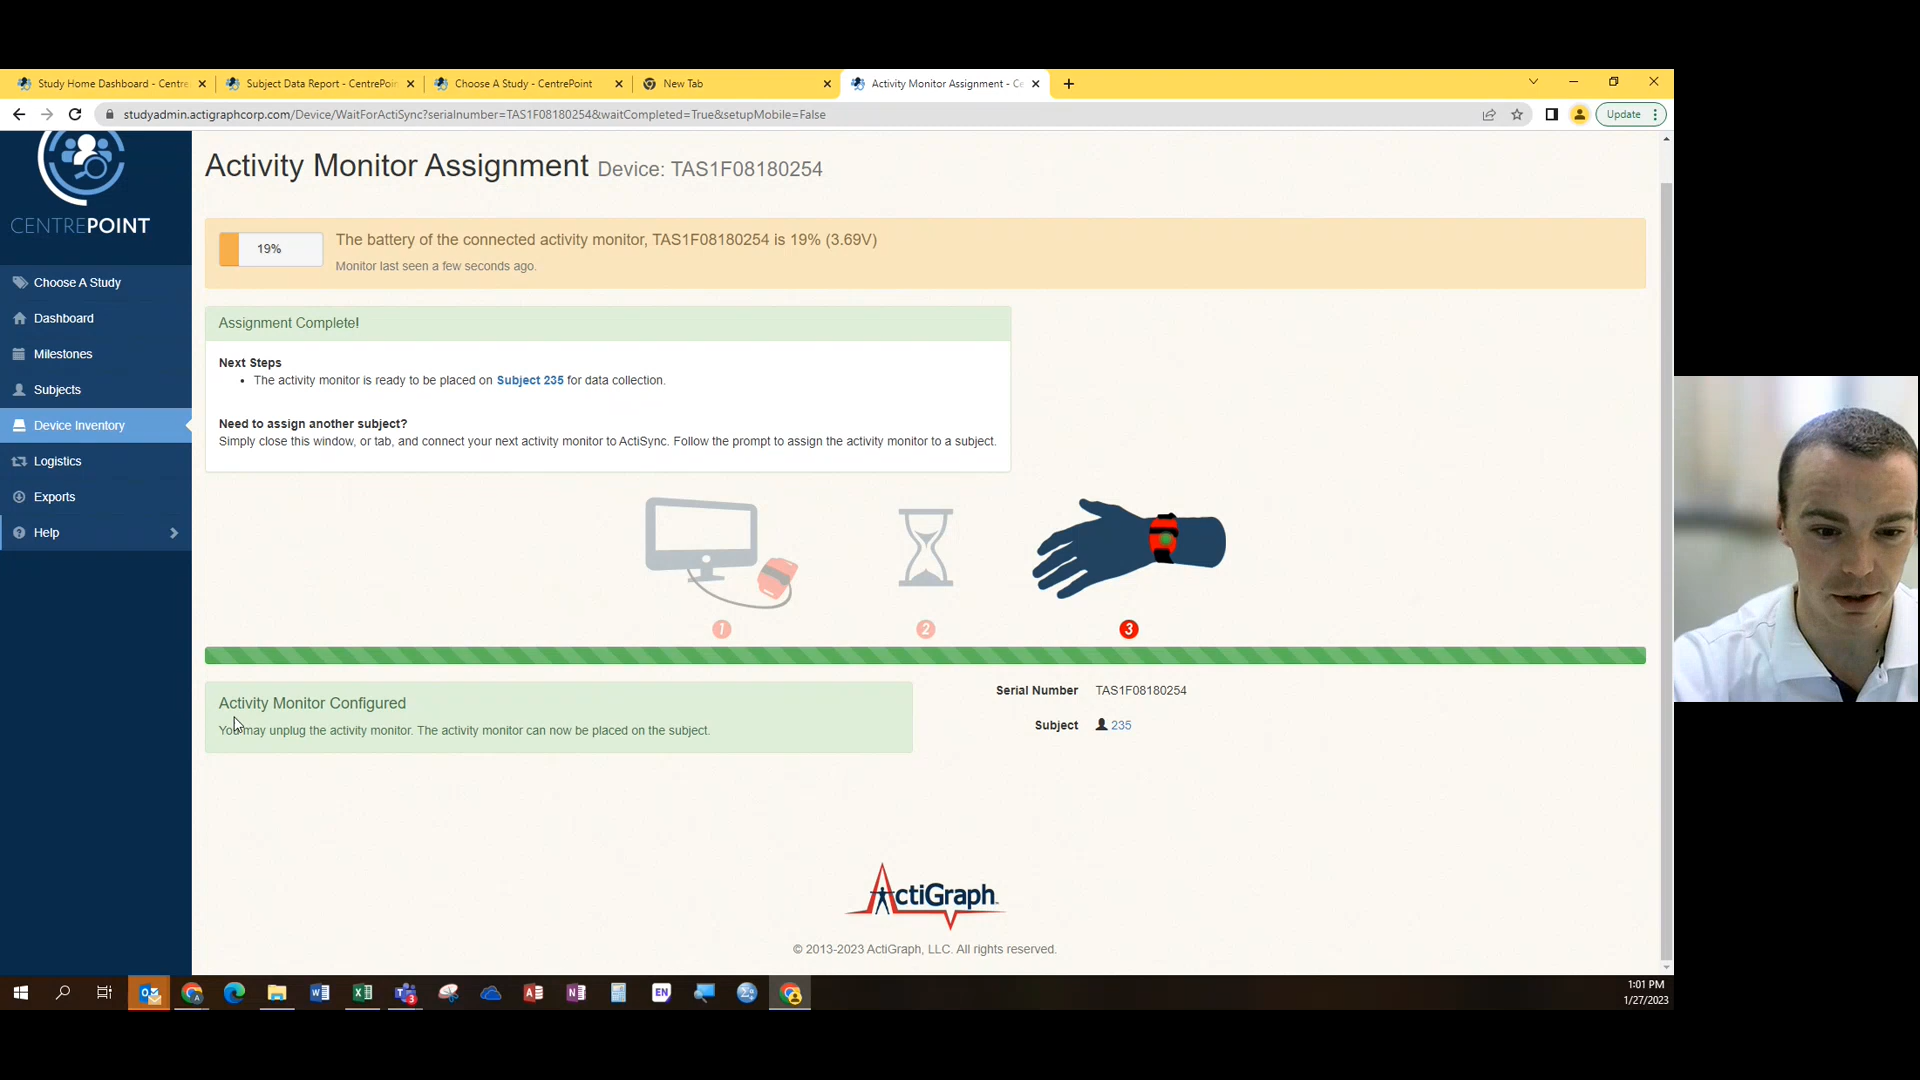 Study Home Dashboard - Centre
Subject Data Report - CentrePoin
Choose A Study - CentrePoint
New Tab
Activity Monitor Assignment - Ce
studyadmin.actigraphcorp.com/Device/WaitForActiSync?serialnumber=TAS1F08180254&waitCompleted=True&setupMobile=False
Update
CENTREPOINT
Choose A Study
Dashboard
Milestones
Subjects
Device Inventory
Logistics
Exports
Help
Activity Monitor Assignment Device: TAS1F08180254
19%
The battery of the connected activity monitor, TAS1F08180254 is 19% (3.69V)
Monitor last seen a few seconds ago.
Assignment Complete!
Next Steps
• The activity monitor is ready to be placed on Subject 235 for data collection.
Need to assign another subject?
Simply close this window, or tab, and connect your next activity monitor to ActiSync. Follow the prompt to assign the activity monitor to a subject.
1
2
3
Activity Monitor Configured
You may unplug the activity monitor. The activity monitor can now be placed on the subject.
Serial Number TAS1F08180254
Subject 235
ActiGraph
© 2013-2023 ActiGraph, LLC. All rights reserved.
EN
3
1:01 PM
1/27/2023